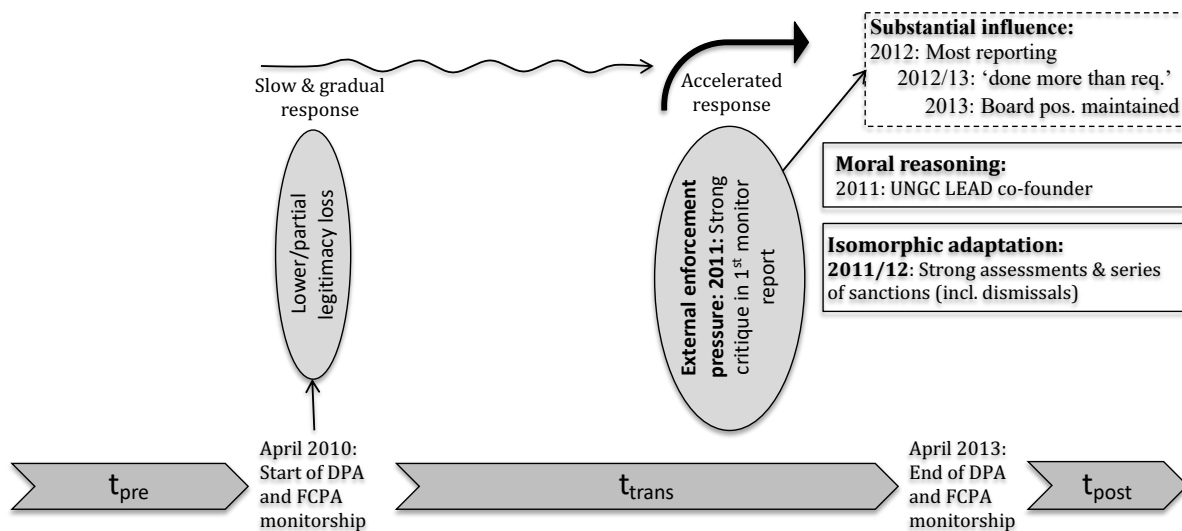 Slow & gradual
response
Accelerated
response
Substantial influence:
2012: Most reporting
2012/13: ‘done more than req.’
2013: Board pos. maintained
Lower/partial
legitimacy loss
External enforcement
pressure: 2011: Strong
critique in 1st monitor
report
Moral reasoning:
2011: UNGC LEAD co-founder
Isomorphic adaptation:
2011/12: Strong assessments & series
of sanctions (incl. dismissals)
tpre
April 2010:
Start of DPA
and FCPA
monitorship
ttrans
April 2013:
End of DPA
and FCPA
monitorship
tpost